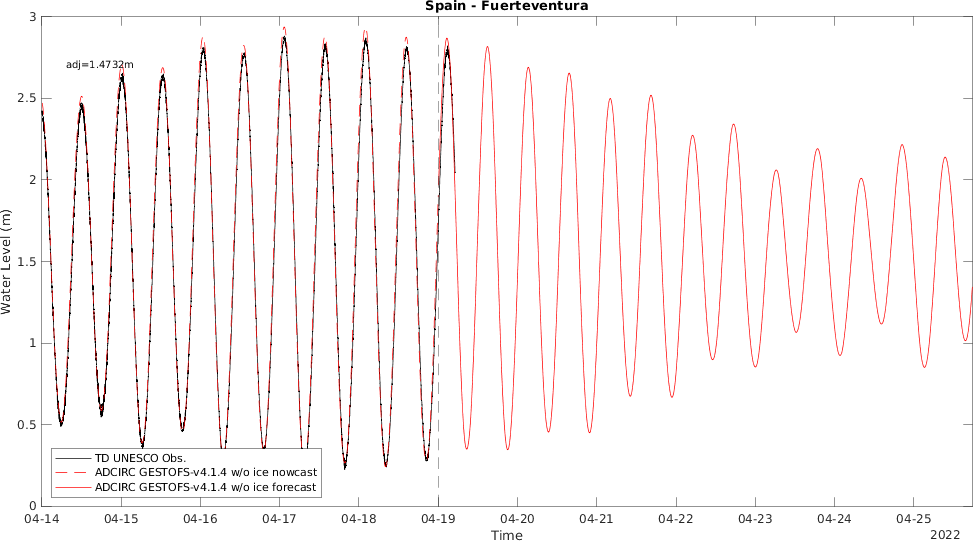 Spain - Fuerteventura
3
2.5
2
1.5
1
0.5
0
Water Level (m)
adj=1.4732m
TD UNESCO Obs.
ADCIRC GESTOFS-v4.1.4 w/o ice nowcast
ADCIRC GESTOFS-v4.1.4 w/o ice forecast
04-14 04-15 04-16 04-17 04-18 04-19 04-20 04-21 04-22 04-23 04-24 04-25
Time
2022